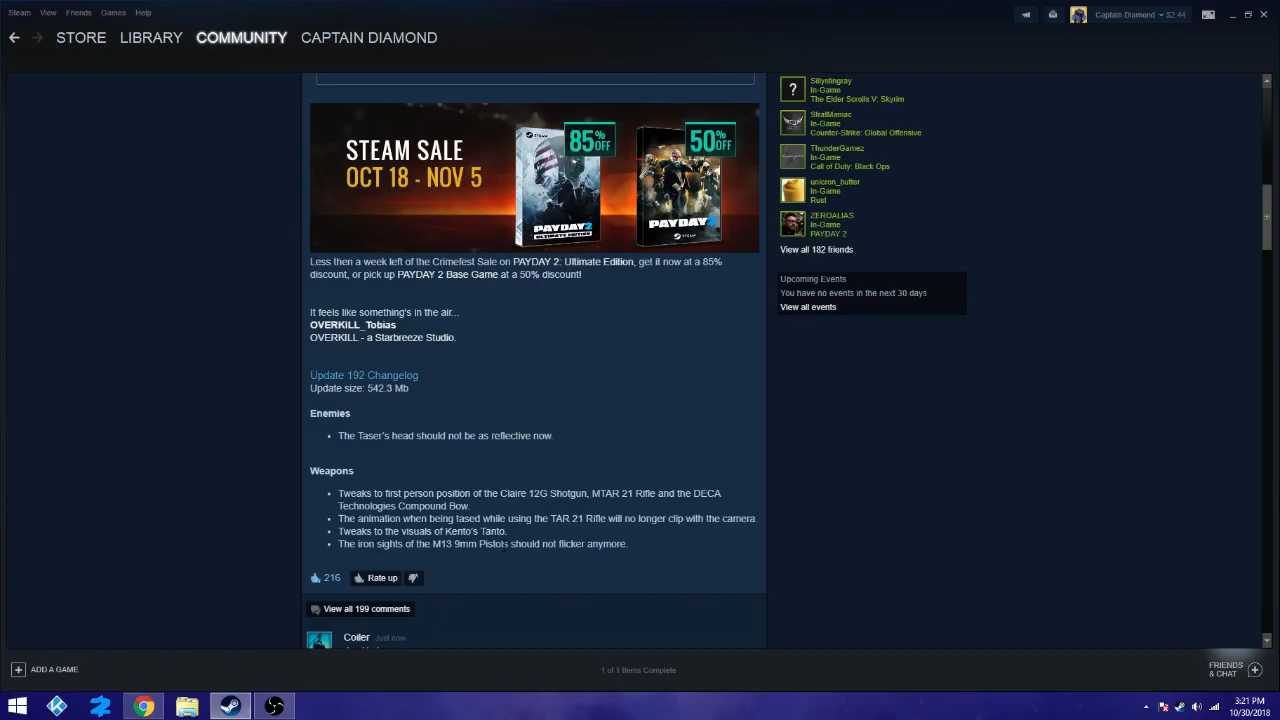 Steam View Friends Games Help
Captain Diamond $2.44
STORE LIBRARY COMMUNITY CAPTAIN DIAMOND
STEAM SALE
OCT 18 - NOV 5
STEAM
85% OFF
PAYDAY 2
ULTIMATE EDITION
50% OFF
PAYDAY 2
STEAM
Less then a week left of the Crimefest Sale on PAYDAY 2: Ultimate Edition, get it now at a 85%
discount, or pick up PAYDAY 2 Base Game at a 50% discount!
It feels like something's in the air...
OVERKILL_Tobias
OVERKILL - a Starbreeze Studio.
Update 192 Changelog
Update size: 542.3 Mb
Enemies
• The Taser's head should not be as reflective now.
Weapons
• Tweaks to first person position of the Claire 12G Shotgun, MTAR 21 Rifle and the DECA
Technologies Compound Bow.
• The animation when being tased while using the TAR 21 Rifle will no longer clip with the camera.
• Tweaks to the visuals of Kento's Tanto.
• The iron sights of the M13 9mm Pistols should not flicker anymore.
216 Rate up
View all 199 comments
Coiler Just now
?
Sillystingray
In-Game
The Elder Scrolls V: Skyrim
StratManiac
In-Game
Counter-Strike: Global Offensive
ThunderGamez
In-Game
Call of Duty: Black Ops
unicron_butter
In-Game
Rust
ZEROALIAS
In-Game
PAYDAY 2
View all 182 friends
Upcoming Events
You have no events in the next 30 days
View all events
ADD A GAME
1 of 1 Items Complete
FRIENDS
& CHAT
3:21 PM
10/30/2018